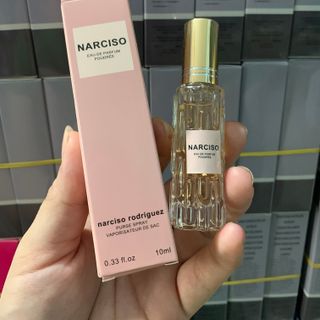 NARCISO
EAU DE PARFUM
POUDRÉE
narciso rodriguez
PURSE SPRAY
VAPORISATEUR DE SAC
0.33 fl.oz
10ml
NARCISO
EAU DE PARFUM
POUDREE